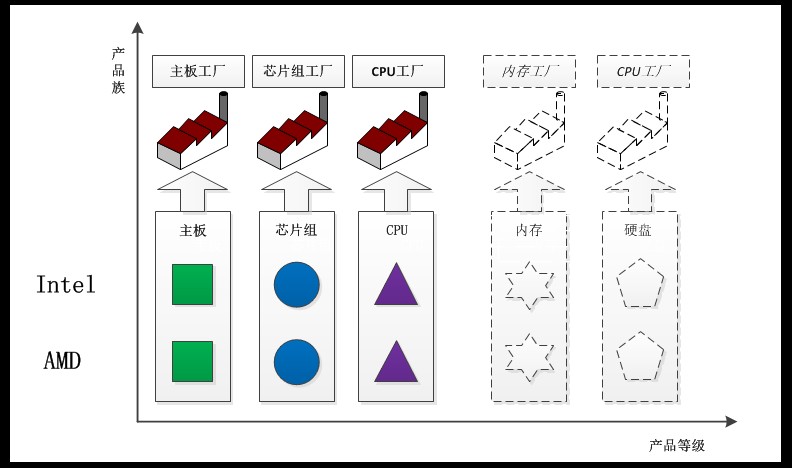 产品族
主板工厂
芯片组工厂
CPU工厂
内存工厂
CPU工厂
主板
芯片组
CPU
内存
硬盘
Intel
AMD
产品等级